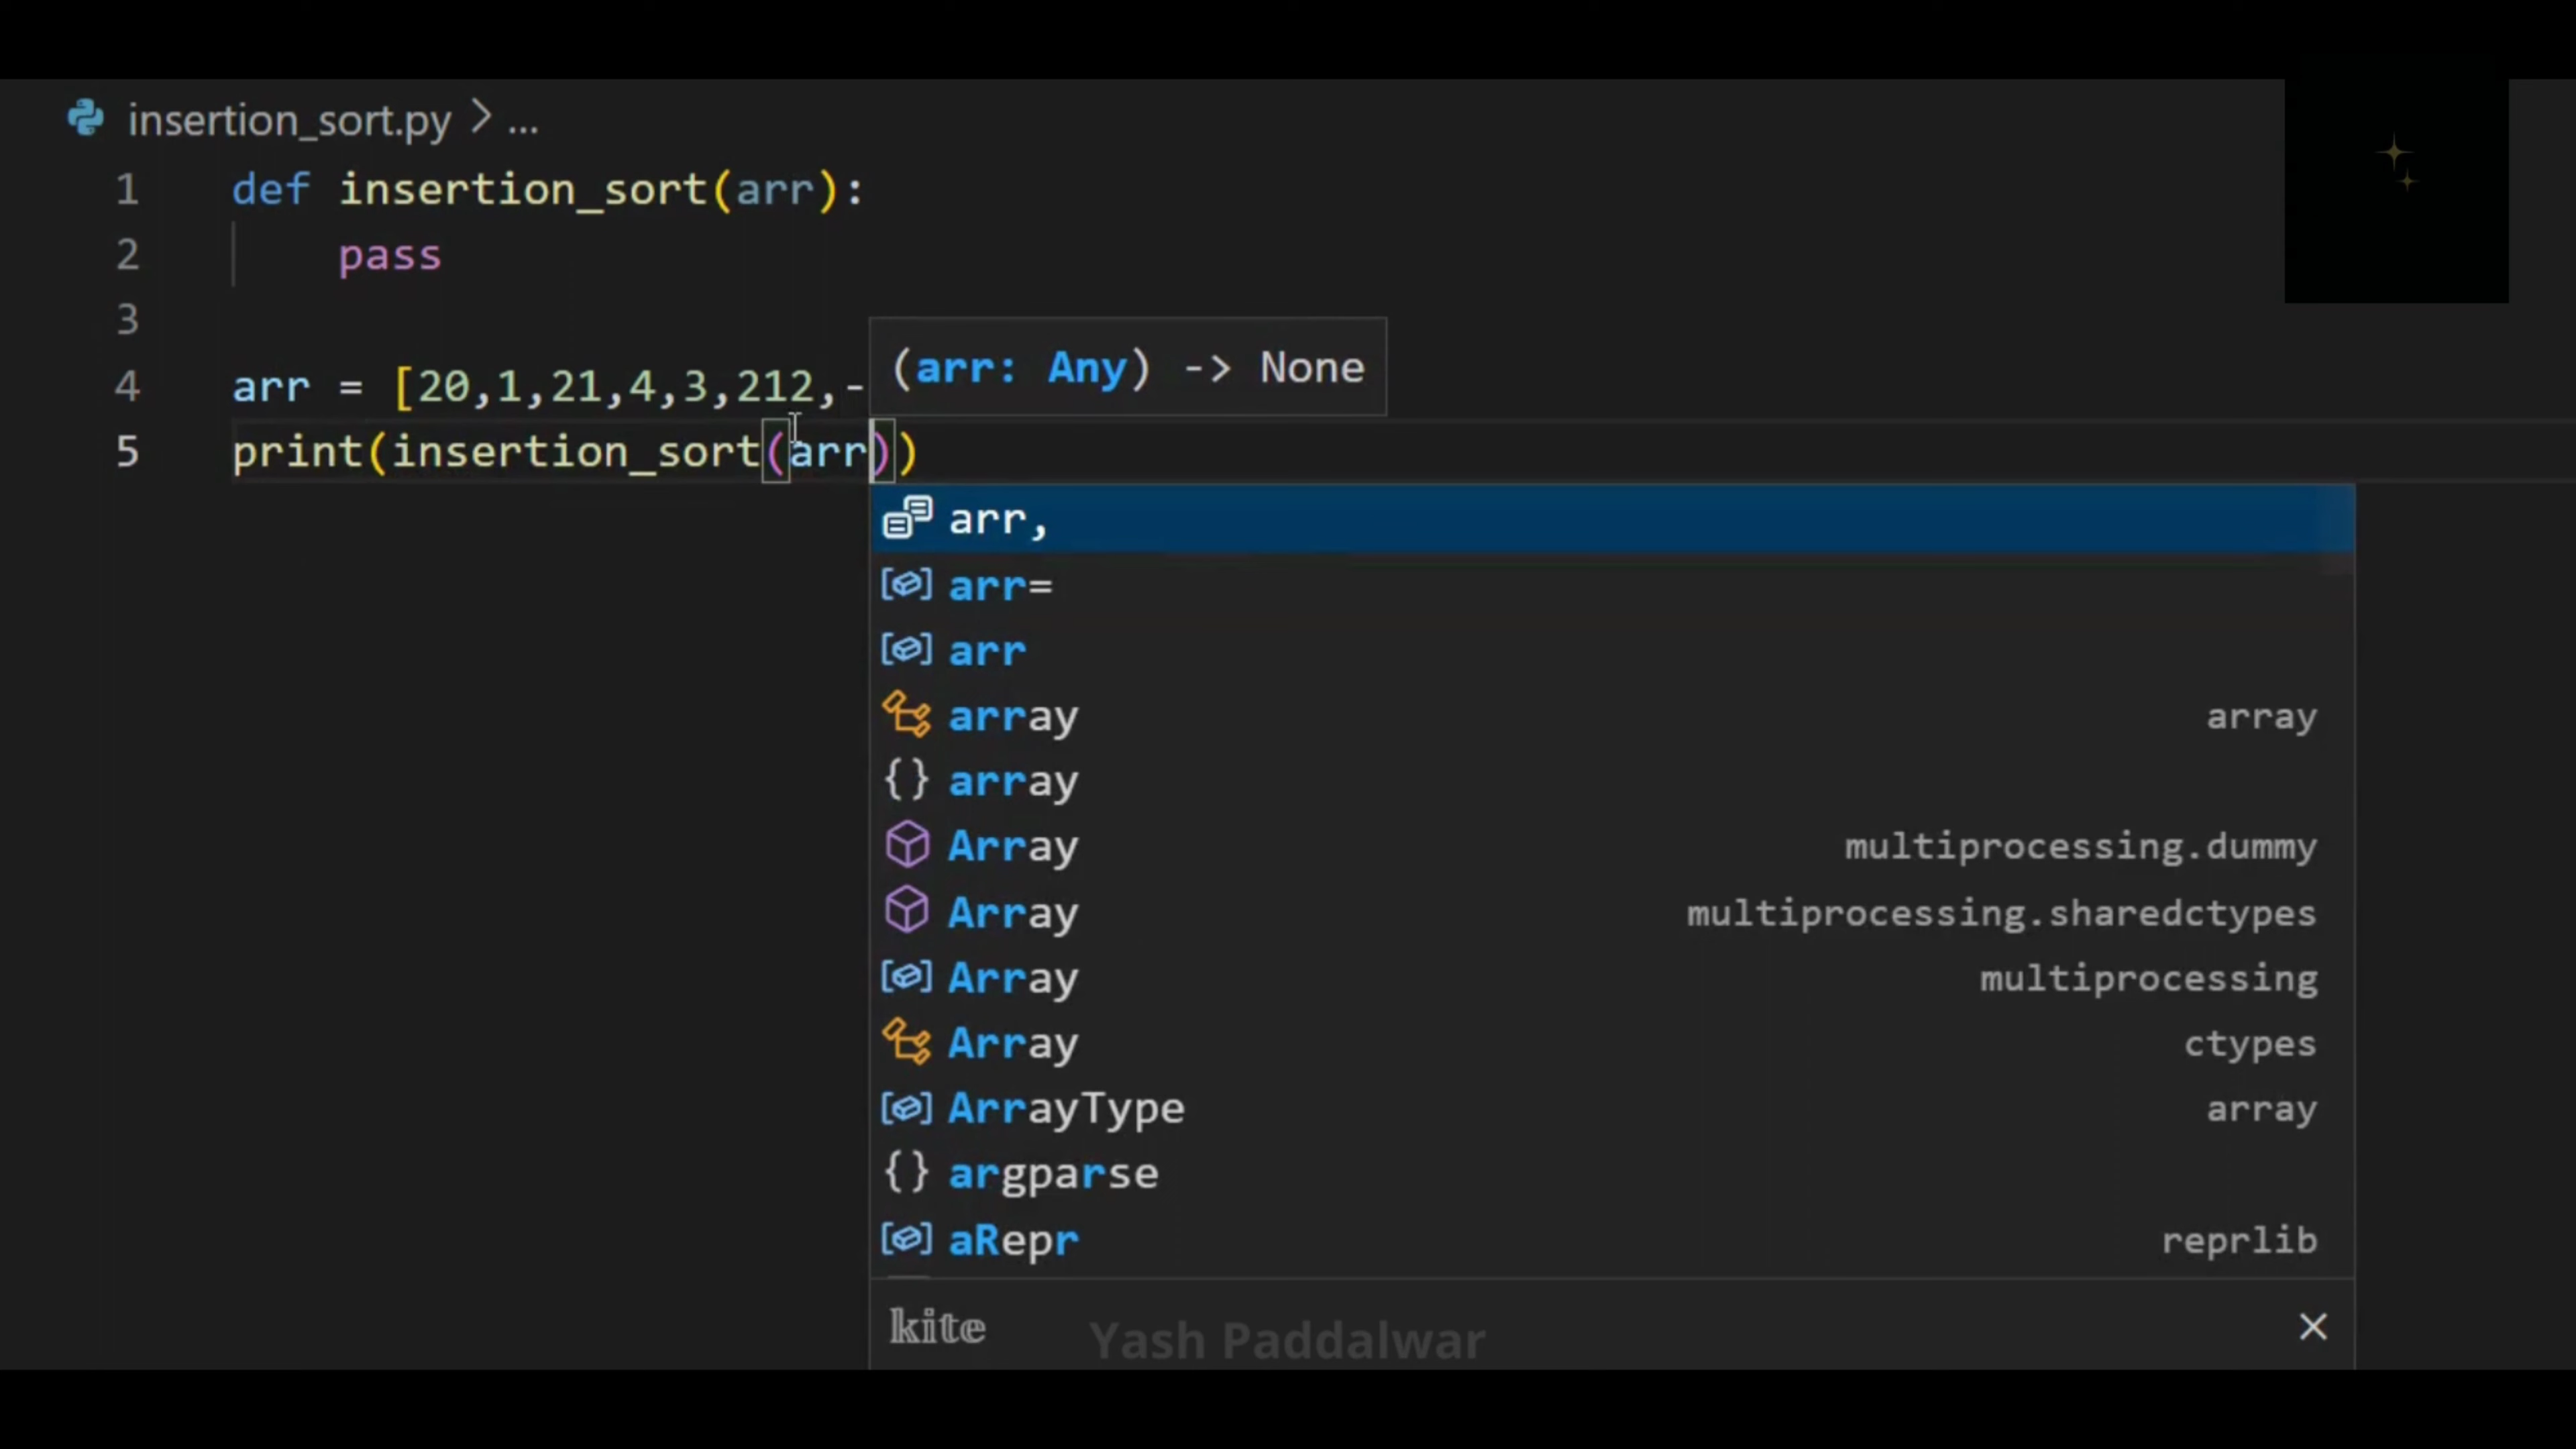 insertion_sort.py > ...
1 def insertion_sort(arr):
2 pass
3
4 arr = [20,1,21,4,3,212,-
(arr: Any) -> None
5 print(insertion_sort(arr))
arr,
arr=
arr
array array
array
Array multiprocessing.dummy
Array multiprocessing.sharedctypes
Array multiprocessing
Array ctypes
ArrayType array
argparse
aRepr reprlib
kite
Yash Paddalwar